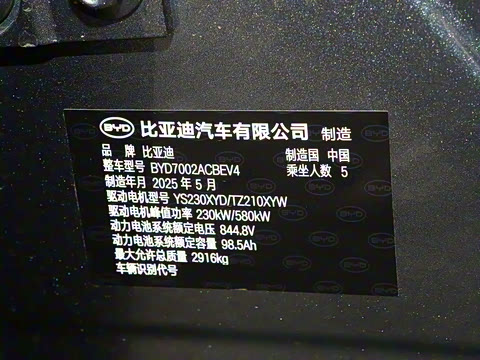 BYD 比亚迪汽车有限公司 制造
品 牌 比亚迪 制造国 中国
整车型号 BYD7002ACBEV4 乘坐人数 5
制造年月 2025 年 5 月
驱动电机型号 YS230XYD/TZ210XYW
驱动电机峰值功率 230kW/580kW
动力电池系统额定电压 844.8V
动力电池系统额定容量 98.5Ah
最大允许总质量 2916kg
车辆识别代号